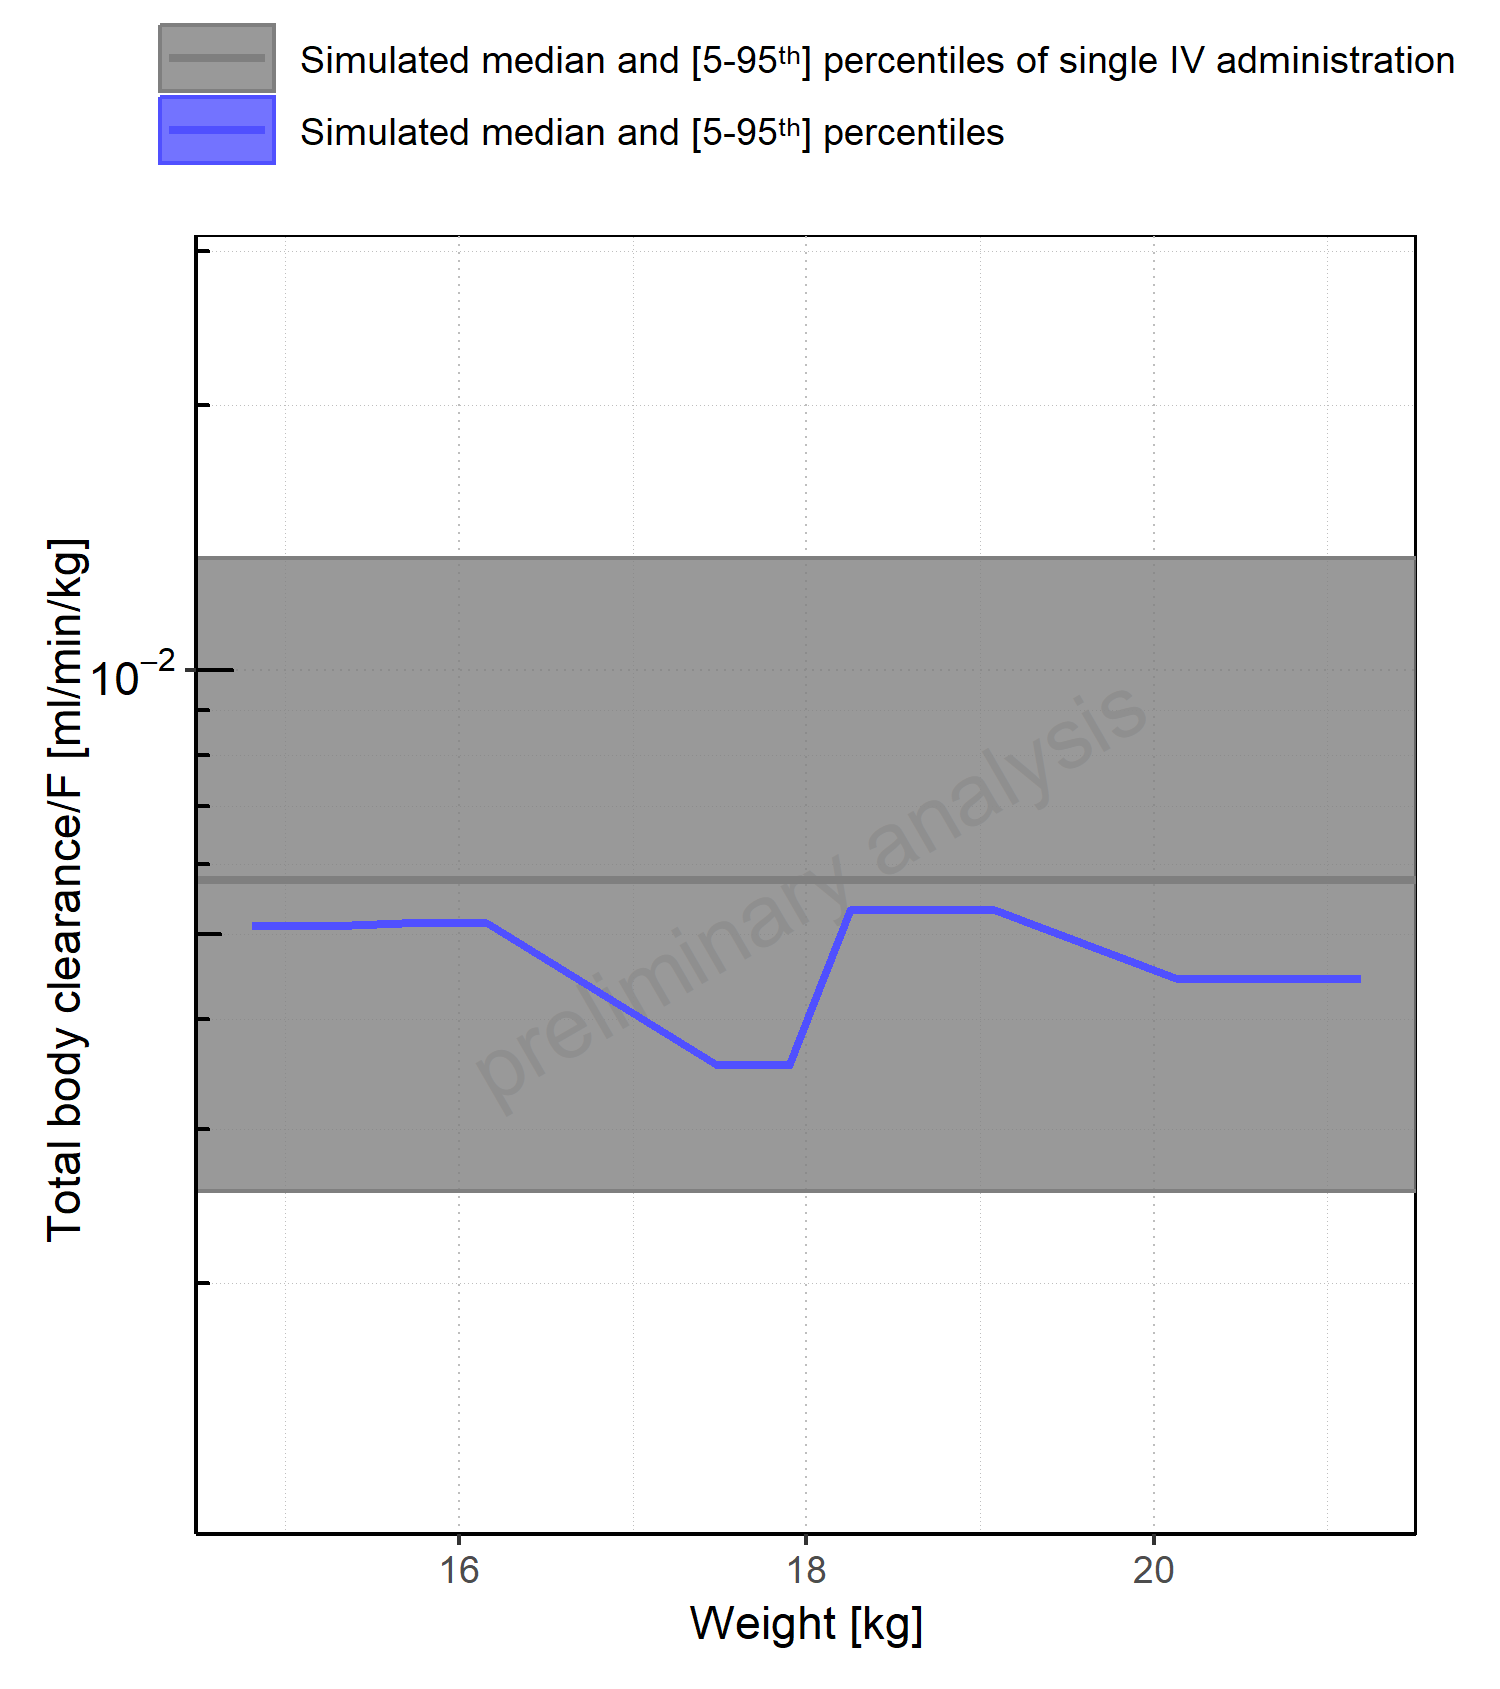 Simulated median and [5-95th] percentiles of single IV administration
Simulated median and [5-95th] percentiles
Total body clearance/F [ml/min/kg]
10−2
preliminary analysis
16 18 20
Weight [kg]